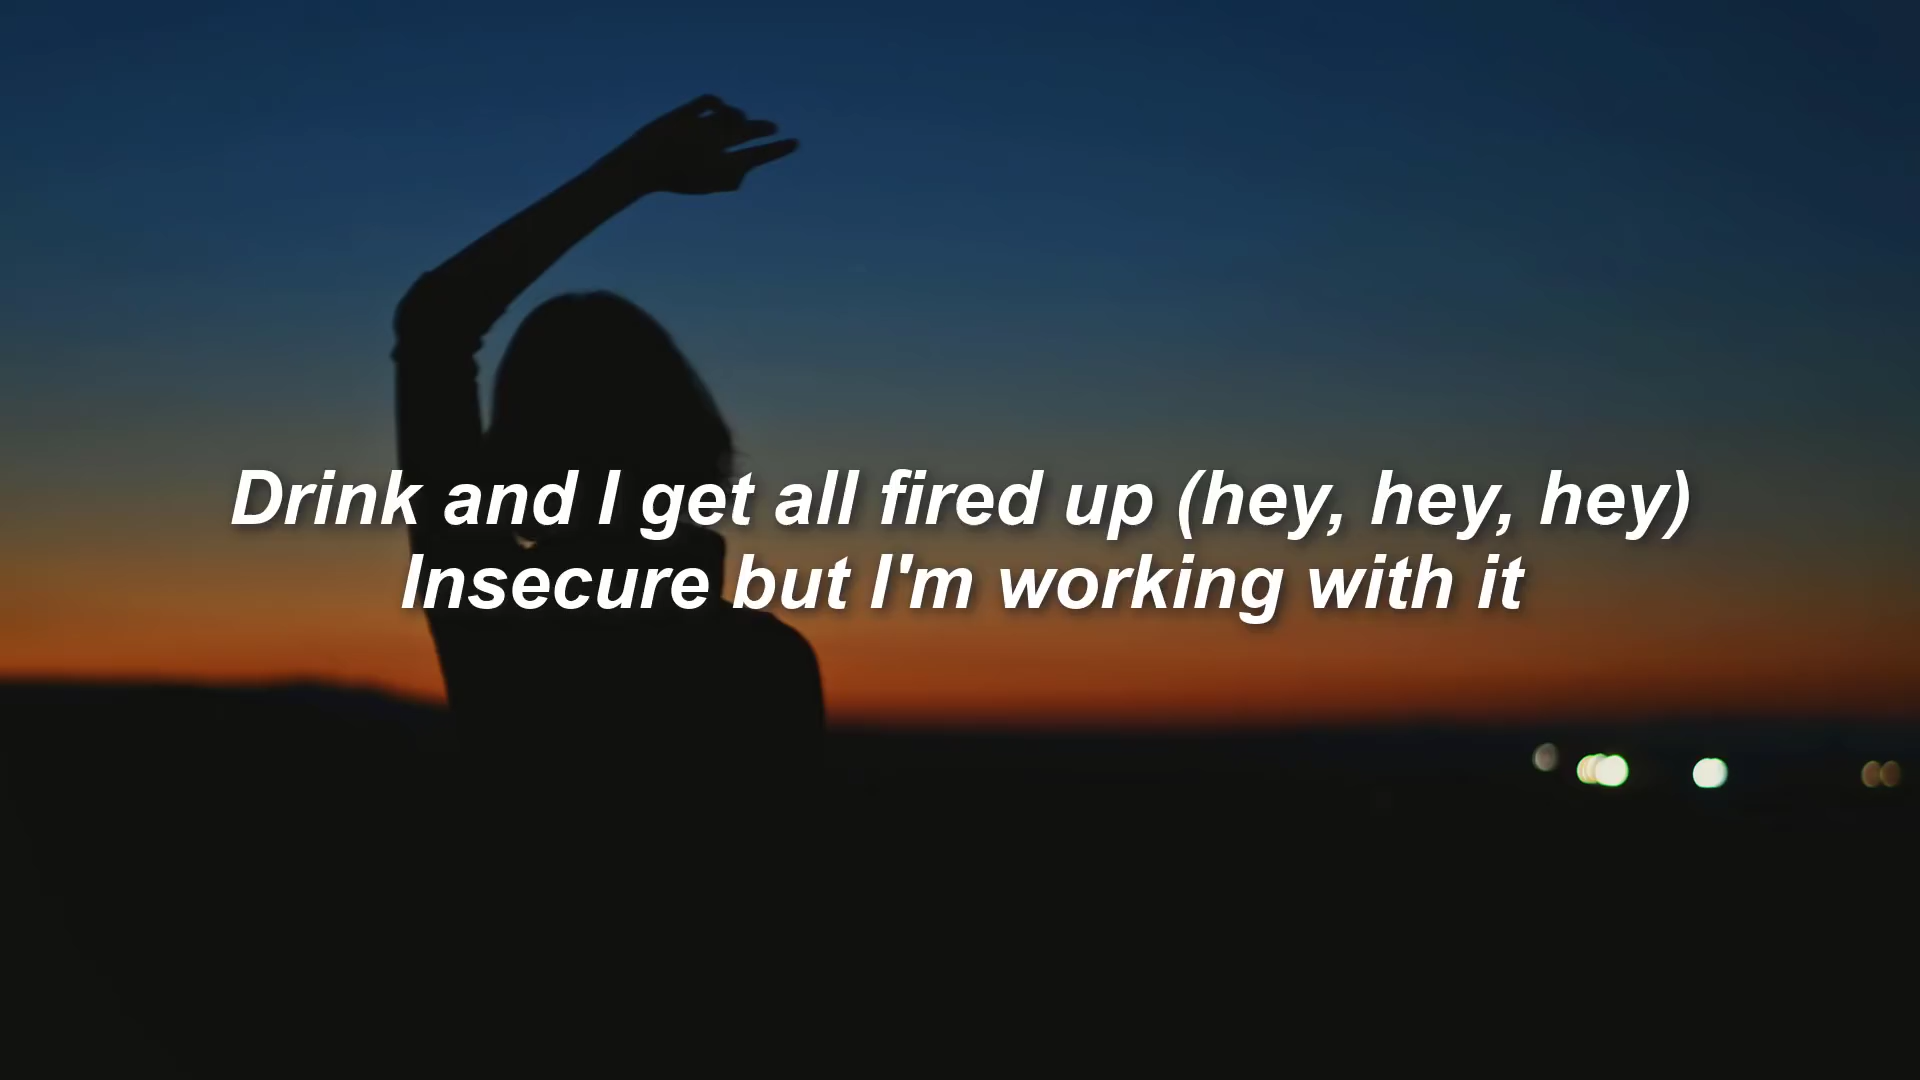 Drink and I get all fired up (hey, hey, hey)
Insecure but I'm working with it